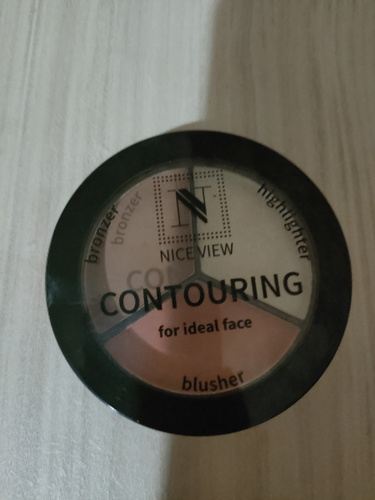 N
NICE VIEW
bronzer
highlighter
CONTOURING
for ideal face
blusher